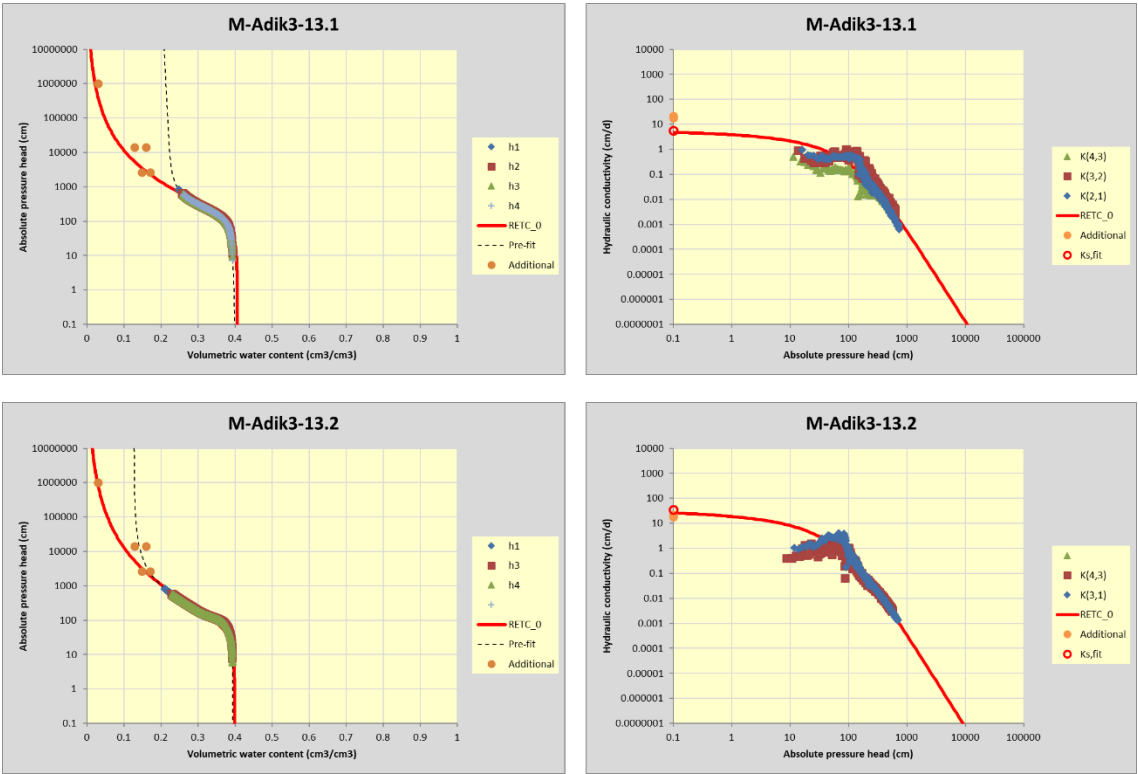 M-Adik3-13.1
Absolute pressure head (cm)
10000000
1000000
100000
10000
1000
100
10
1
0.1
0 0.1 0.2 0.3 0.4 0.5 0.6 0.7 0.8 0.9 1
Volumetric water content (cm3/cm3)
h1
h2
h3
h4
RETC_0
Pre-fit
Additional
M-Adik3-13.1
Hydraulic conductivity (cm/d)
10000
1000
100
10
1
0.1
0.01
0.001
0.0001
0.00001
0.000001
0.0000001
0.1 1 10 100 1000 10000 100000
Absolute pressure head (cm)
K(4,3)
K(3,2)
K(2,1)
RETC_0
Additional
Ks,fit
M-Adik3-13.2
Absolute pressure head (cm)
10000000
1000000
100000
10000
1000
100
10
1
0.1
0 0.1 0.2 0.3 0.4 0.5 0.6 0.7 0.8 0.9 1
Volumetric water content (cm3/cm3)
h1
h3
h4
RETC_0
Pre-fit
Additional
M-Adik3-13.2
Hydraulic conductivity (cm/d)
10000
1000
100
10
1
0.1
0.01
0.001
0.0001
0.00001
0.000001
0.0000001
0.1 1 10 100 1000 10000 100000
Absolute pressure head (cm)
K(4,3)
K(3,1)
RETC_0
Additional
Ks,fit